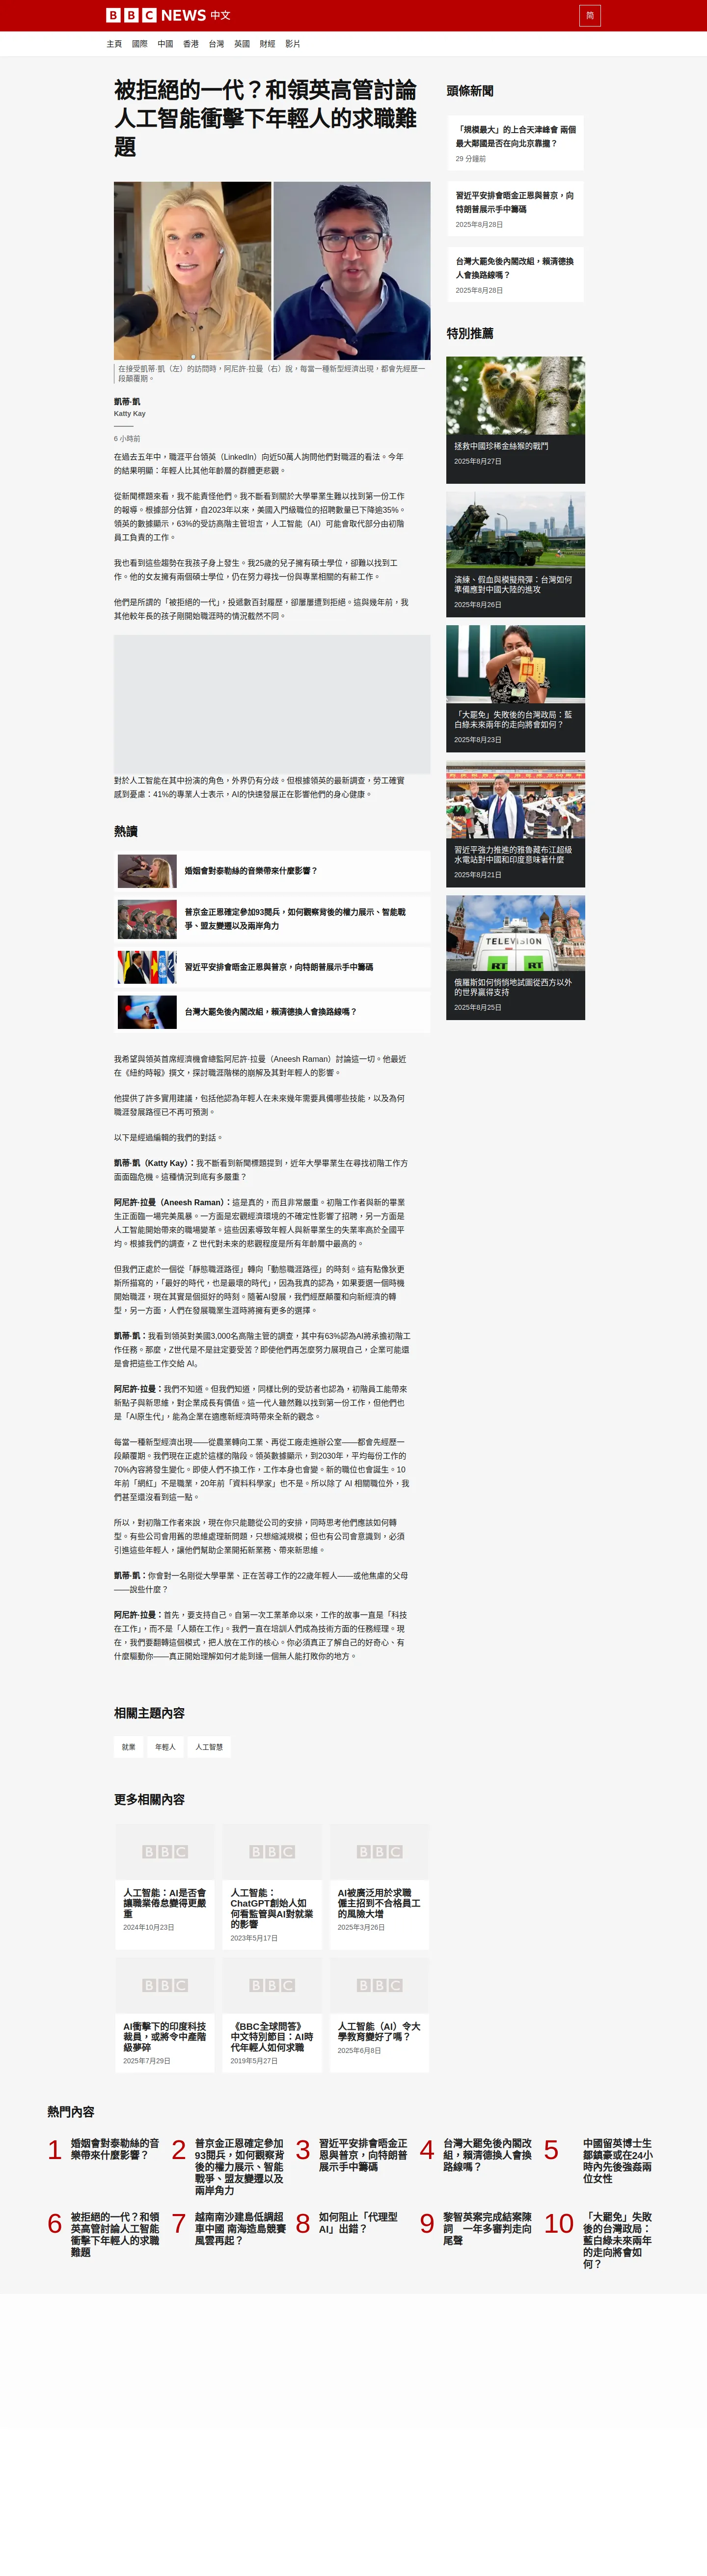 BBC NEWS 中文
简
主頁 國際 中國 香港 台灣 英國 財經 影片
被拒絕的一代？和領英高管討論
人工智能衝擊下年輕人的求職難
題
在接受凱蒂·凱（左）的訪問時，阿尼許·拉曼（右）說，每當一種新型經濟出現，都會先經歷一
段顛覆期。
凱蒂·凱
Katty Kay
6 小時前
在過去五年中，職涯平台領英（LinkedIn）向近50萬人詢問他們對職涯的看法。今年
的結果明顯：年輕人比其他年齡層的群體更悲觀。
從新聞標題來看，我不能責怪他們。我不斷看到關於大學畢業生難以找到第一份工作
的報導。根據部分估算，自2023年以來，美國入門級職位的招聘數量已下降逾35%。
領英的數據顯示，63%的受訪高階主管坦言，人工智能（AI）可能會取代部分由初階
員工負責的工作。
我也看到這些趨勢在我孩子身上發生。我25歲的兒子擁有碩士學位，卻難以找到工
作。他的女友擁有兩個碩士學位，仍在努力尋找一份與專業相關的有薪工作。
他們是所謂的「被拒絕的一代」，投遞數百封履歷，卻屢屢遭到拒絕。這與幾年前，我
其他較年長的孩子剛開始職涯時的情況截然不同。
對於人工智能在其中扮演的角色，外界仍有分歧。但根據領英的最新調查，勞工確實
感到憂慮：41%的專業人士表示，AI的快速發展正在影響他們的身心健康。
熱讀
婚姻會對泰勒絲的音樂帶來什麼影響？
普京金正恩確定參加93閱兵，如何觀察背後的權力展示、智能戰
爭、盟友變遷以及兩岸角力
習近平安排會晤金正恩與普京，向特朗普展示手中籌碼
台灣大罷免後內閣改組，賴清德換人會換路線嗎？
我希望與領英首席經濟機會總監阿尼許·拉曼（Aneesh Raman）討論這一切。他最近
在《紐約時報》撰文，探討職涯階梯的崩解及其對年輕人的影響。
他提供了許多實用建議，包括他認為年輕人在未來幾年需要具備哪些技能，以及為何
職涯發展路徑已不再可預測。
以下是經過編輯的我們的對話。
凱蒂·凱（Katty Kay）：我不斷看到新聞標題提到，近年大學畢業生在尋找初階工作方
面面臨危機。這種情況到底有多嚴重？
阿尼許·拉曼（Aneesh Raman）：這是真的，而且非常嚴重。初階工作者與新的畢業
生正面臨一場完美風暴。一方面是宏觀經濟環境的不確定性影響了招聘，另一方面是
人工智能開始帶來的職場變革。這些因素導致年輕人與新畢業生的失業率高於全國平
均。根據我們的調查，Z 世代對未來的悲觀程度是所有年齡層中最高的。
但我們正處於一個從「靜態職涯路徑」轉向「動態職涯路徑」的時刻。這有點像狄更
斯所描寫的，「最好的時代，也是最壞的時代」，因為我真的認為，如果要選一個時機
開始職涯，現在其實是個挺好的時刻。隨著AI發展，我們經歷顛覆和向新經濟的轉
型，另一方面，人們在發展職業生涯時將擁有更多的選擇。
凱蒂·凱：我看到領英對美國3,000名高階主管的調查，其中有63%認為AI將承擔初階工
作任務。那麼，Z世代是不是註定要受苦？即使他們再怎麼努力展現自己，企業可能還
是會把這些工作交給 AI。
阿尼許·拉曼：我們不知道。但我們知道，同樣比例的受訪者也認為，初階員工能帶來
新點子與新思維，對企業成長有價值。這一代人雖然難以找到第一份工作，但他們也
是「AI原生代」，能為企業在適應新經濟時帶來全新的觀念。
每當一種新型經濟出現——從農業轉向工業、再從工廠走進辦公室——都會先經歷一
段顛覆期。我們現在正處於這樣的階段。領英數據顯示，到2030年，平均每份工作的
70%內容將發生變化。即使人們不換工作，工作本身也會變。新的職位也會誕生。10
年前「網紅」不是職業，20年前「資料科學家」也不是。所以除了 AI 相關職位外，我
們甚至還沒看到這一點。
所以，對初階工作者來說，現在你只能聽從公司的安排，同時思考他們應該如何轉
型。有些公司會用舊的思維處理新問題，只想縮減規模；但也有公司會意識到，必須
引進這些年輕人，讓他們幫助企業開拓新業務、帶來新思維。
凱蒂·凱：你會對一名剛從大學畢業、正在苦尋工作的22歲年輕人——或他焦慮的父母
——說些什麼？
阿尼許·拉曼：首先，要支持自己。自第一次工業革命以來，工作的故事一直是「科技
在工作」，而不是「人類在工作」。我們一直在培訓人們成為技術方面的任務經理。現
在，我們要翻轉這個模式，把人放在工作的核心。你必須真正了解自己的好奇心、有
什麼驅動你——真正開始理解如何才能到達一個無人能打敗你的地方。
相關主題內容
就業 年輕人 人工智慧
更多相關內容
人工智能：AI是否會
讓職業倦怠變得更嚴
重
2024年10月23日
人工智能：
ChatGPT創始人如
何看監管與AI對就業
的影響
2023年5月17日
AI被廣泛用於求職
僱主招到不合格員工
的風險大增
2025年3月26日
AI衝擊下的印度科技
裁員，或將令中產階
級夢碎
2025年7月29日
《BBC全球問答》
中文特別節目：AI時
代年輕人如何求職
2019年5月27日
人工智能（AI）令大
學教育變好了嗎？
2025年6月8日
頭條新聞
「規模最大」的上合天津峰會 兩個
最大鄰國是否在向北京靠攏？
29 分鐘前
習近平安排會晤金正恩與普京，向
特朗普展示手中籌碼
2025年8月28日
台灣大罷免後內閣改組，賴清德換
人會換路線嗎？
2025年8月28日
特別推薦
拯救中國珍稀金絲猴的戰鬥
2025年8月27日
演練、假血與模擬飛彈：台灣如何
準備應對中國大陸的進攻
2025年8月26日
「大罷免」失敗後的台灣政局：藍
白綠未來兩年的走向將會如何？
2025年8月23日
習近平強力推進的雅魯藏布江超級
水電站對中國和印度意味著什麼
2025年8月21日
TELEVISION
RT RT
俄羅斯如何悄悄地試圖從西方以外
的世界贏得支持
2025年8月25日
熱門內容
1 婚姻會對泰勒絲的音
樂帶來什麼影響？
2 普京金正恩確定參加
93閱兵，如何觀察背
後的權力展示、智能
戰爭、盟友變遷以及
兩岸角力
3 習近平安排會晤金正
恩與普京，向特朗普
展示手中籌碼
4 台灣大罷免後內閣改
組，賴清德換人會換
路線嗎？
5 中國留英博士生
鄒鎮豪或在24小
時內先後強姦兩
位女性
6 被拒絕的一代？和領
英高管討論人工智能
衝擊下年輕人的求職
難題
7 越南南沙建島低調超
車中國 南海造島競賽
風雲再起？
8 如何阻止「代理型
AI」出錯？
9 黎智英案完成結案陳
詞　一年多審判走向
尾聲
10 「大罷免」失敗
後的台灣政局：
藍白綠未來兩年
的走向將會如
何？